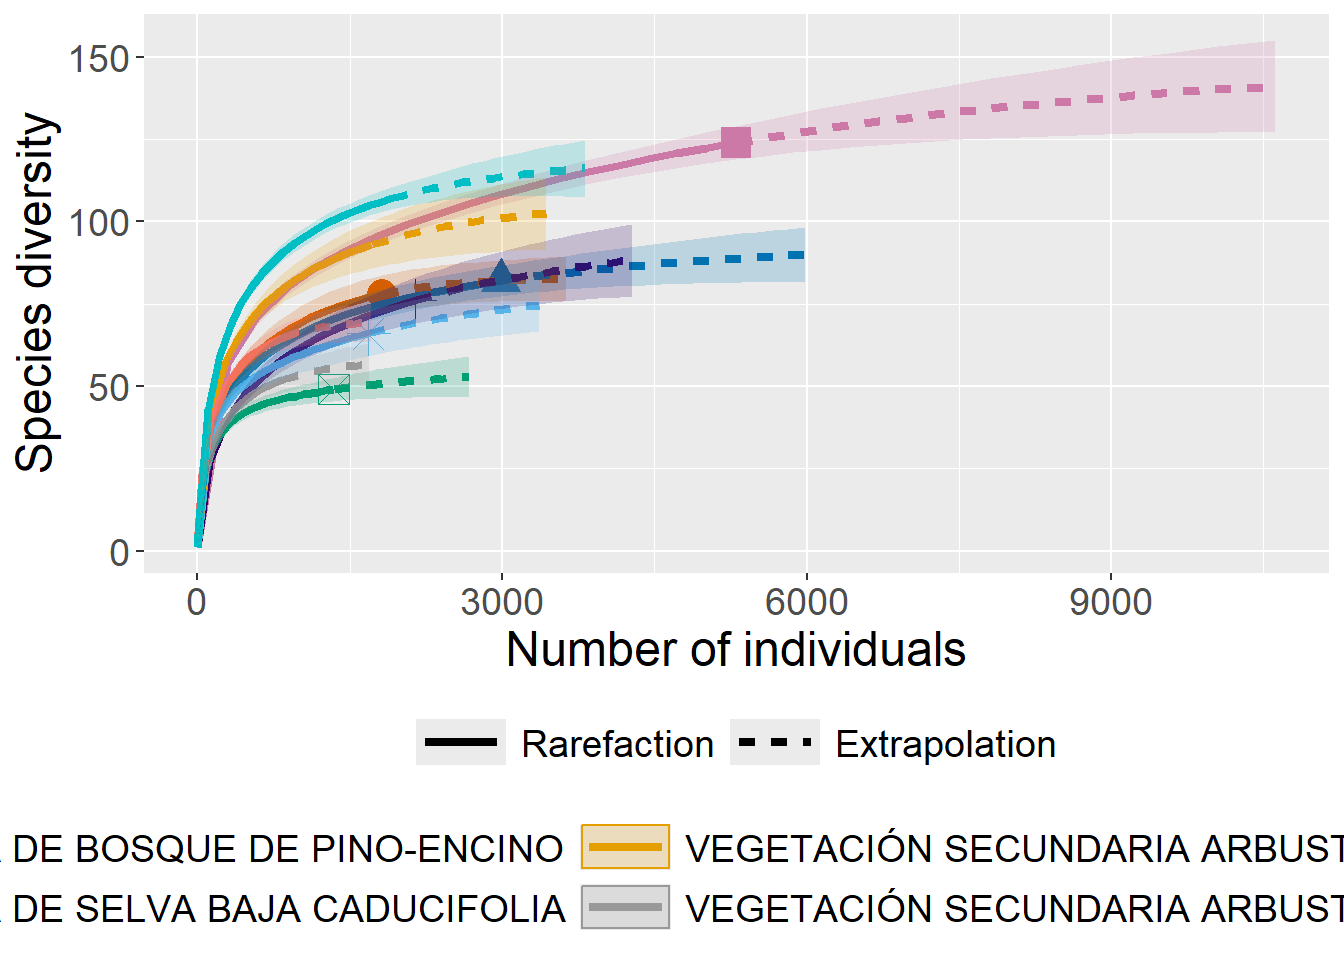 150
100
50
0
Species diversity
0 3000 6000 9000
Number of individuals
Rarefaction Extrapolation
DE BOSQUE DE PINO-ENCINO VEGETACIÓN SECUNDARIA ARBUST
DE SELVA BAJA CADUCIFOLIA VEGETACIÓN SECUNDARIA ARBUST